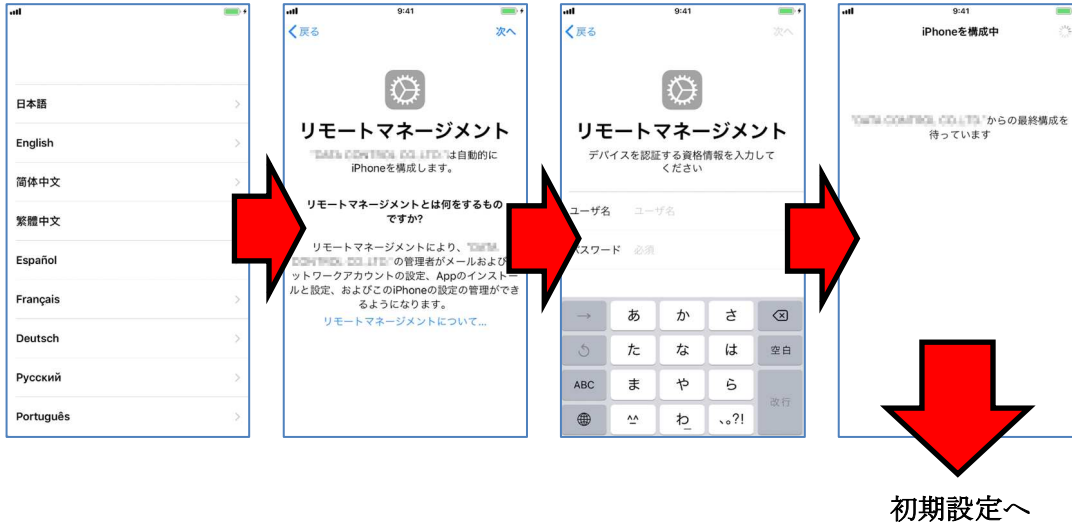 日本語
English
简体中文
繁體中文
Español
Français
Deutsch
Русский
Português
9:41
戻る
次へ
リモートマネージメント
は自動的に
iPhoneを構成します。
リモートマネージメントとは何をするもの
ですか?
リモートマネージメントにより、
の管理者がメールおよび
ットワークアカウントの設定、Appのインストー
ルと設定、およびこのiPhoneの設定の管理ができ
るようになります。
リモートマネージメントについて...
9:41
戻る
次へ
リモートマネージメント
デバイスを認証する資格情報を入力して
ください
ユーザ名 ユーザ名
パスワード 必須
→ あ か さ
た な は 空白
ABC ま や ら
改行
^^ わ 、。?!
9:41
iPhoneを構成中
からの最終構成を
待っています
初期設定へ